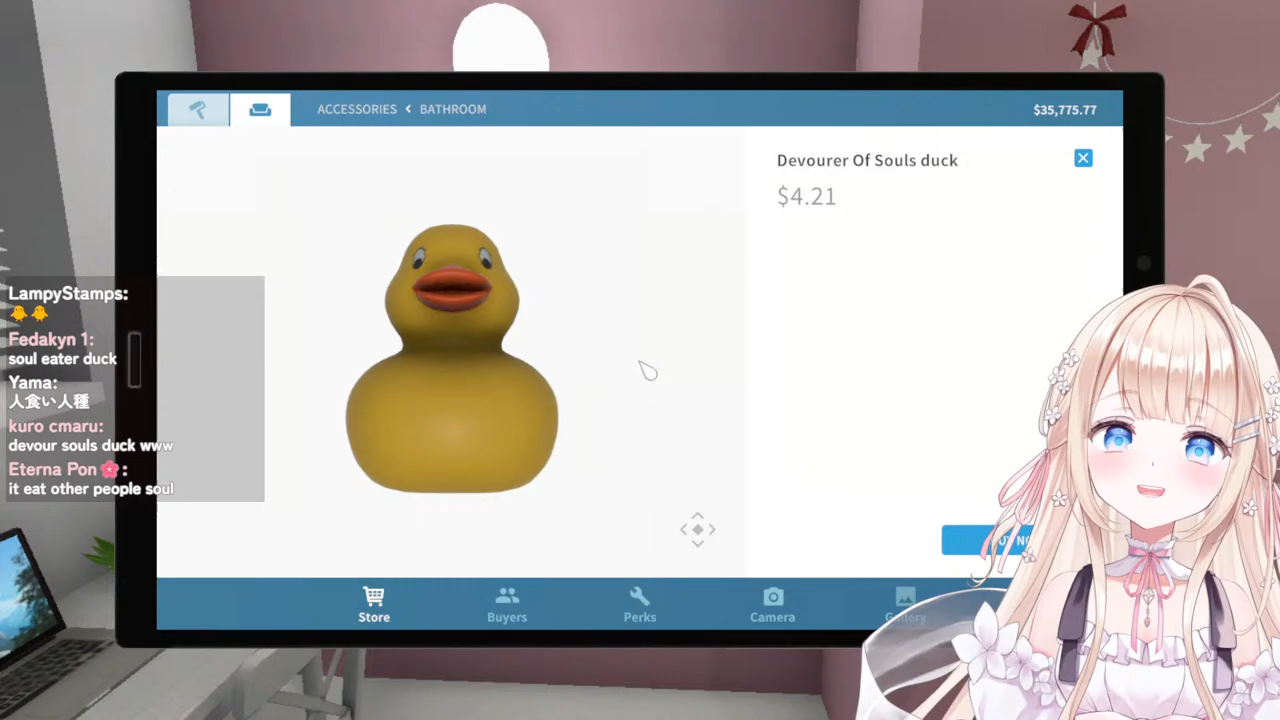 ACCESSORIES < BATHROOM
$35,775.77
Devourer Of Souls duck
$4.21
LampyStamps:
🐥🐥
Fedakyn 1:
soul eater duck
Yama:
人食い人種
kuro cmaru:
devour souls duck www
Eterna Pon🌸:
it eat other people soul
Store
Buyers
Perks
Camera
Gallery